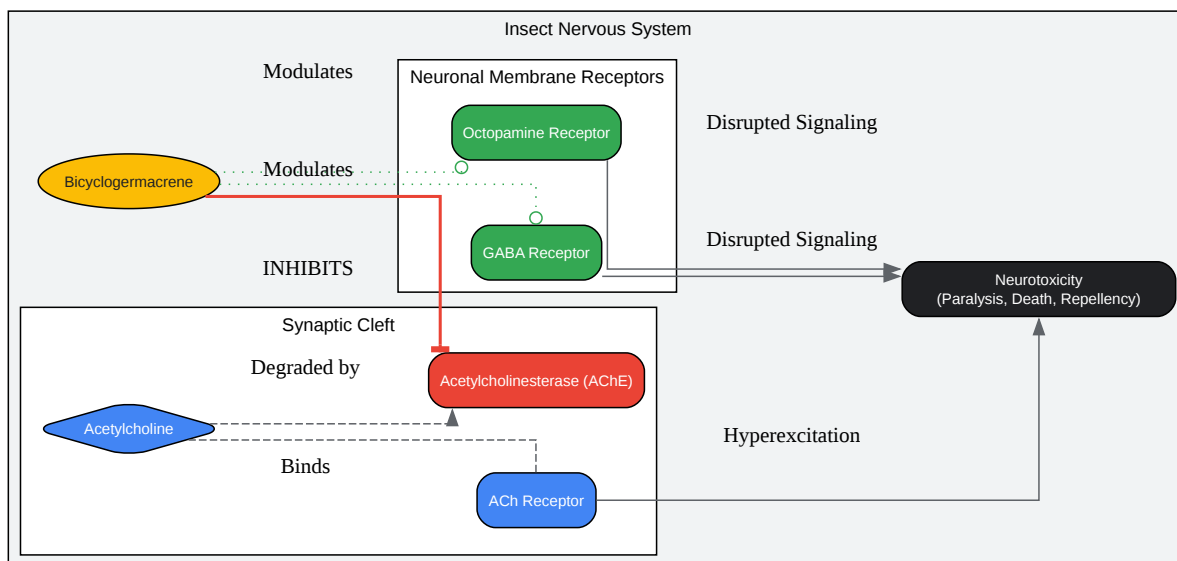 Insect Nervous System
Modulates
Neuronal Membrane Receptors
Octopamine Receptor
Disrupted Signaling
Modulates
Bicyclogermacrene
GABA Receptor
Disrupted Signaling
INHIBITS
Neurotoxicity
(Paralysis, Death, Repellency)
Synaptic Cleft
Degraded by
Acetylcholinesterase (AChE)
Acetylcholine
Hyperexcitation
Binds
ACh Receptor